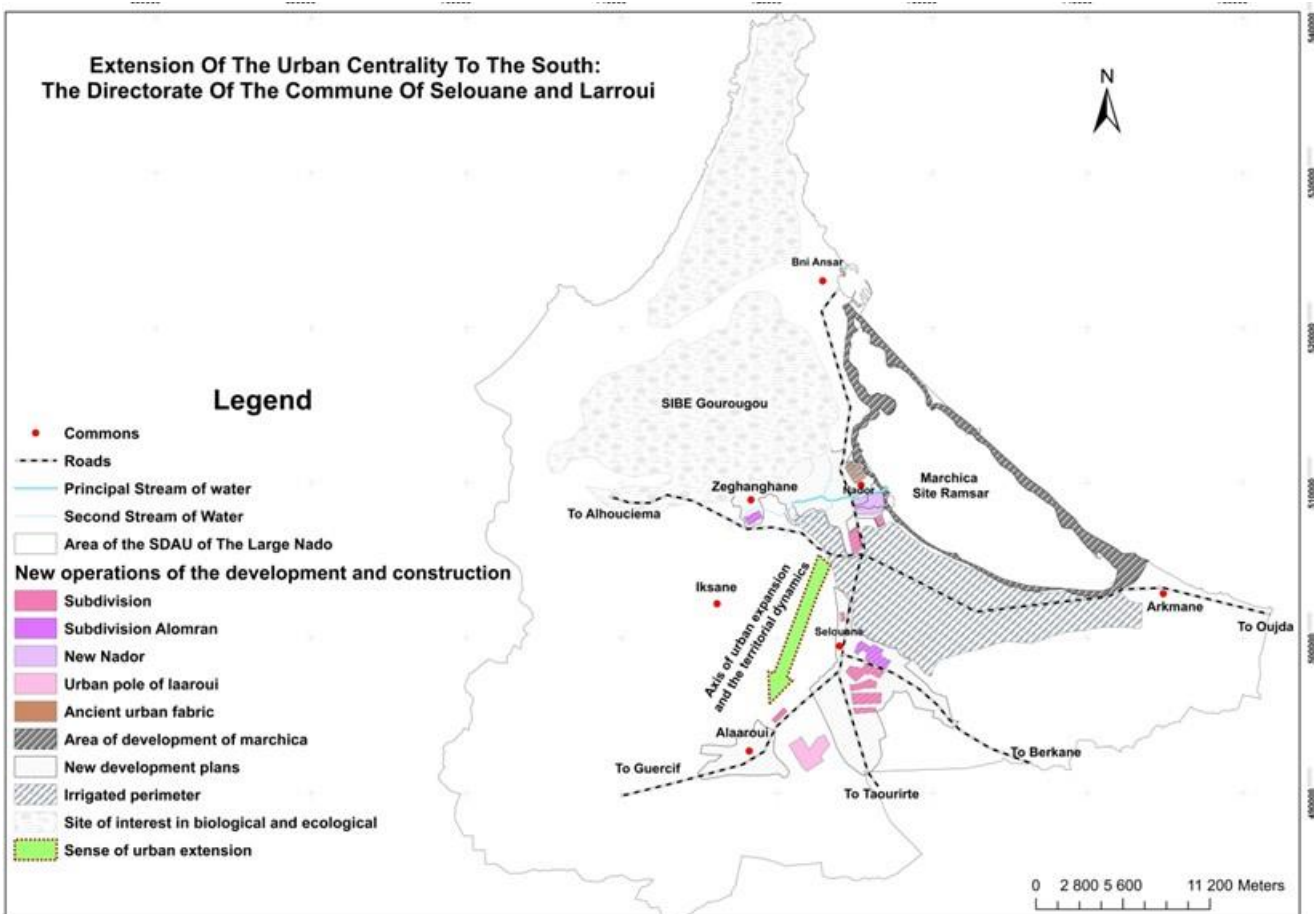 Extension Of The Urban Centrality To The South:
The Directorate Of The Commune Of Selouane and Larroui
N
Bni Ansar
SIBE Gourougou
Marchica
Site Ramsar
Zeghanghane
Nador
To Alhouciema
Iksane
Axis of urban expansion
and the territorial dynamics
Selouane
Arkmane
To Oujda
Alaaroui
To Guercif
To Berkane
To Taourirte
Legend
Commons
Roads
Principal Stream of water
Second Stream of Water
Area of the SDAU of The Large Nado
New operations of the development and construction
Subdivision
Subdivision Alomran
New Nador
Urban pole of laaroui
Ancient urban fabric
Area of development of marchica
New development plans
Irrigated perimeter
Site of interest in biological and ecological
Sense of urban extension
0 2 800 5 600 11 200 Meters